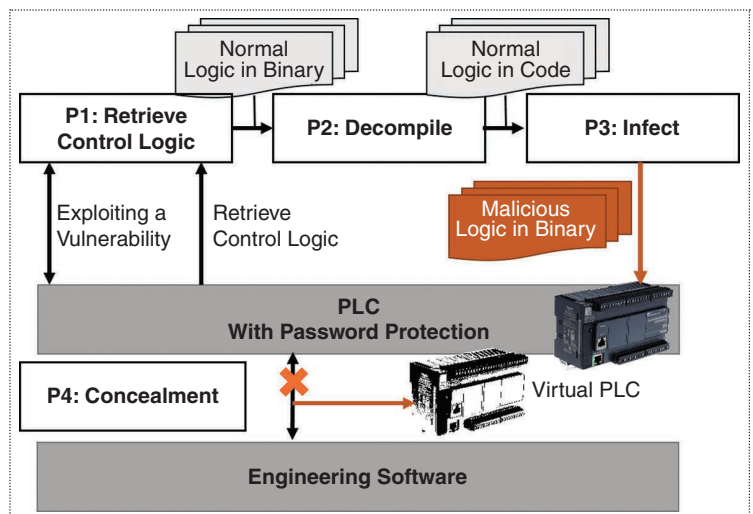 Normal
Logic in Binary
Normal
Logic in Code
P1: Retrieve
Control Logic
P2: Decompile
P3: Infect
Exploiting a
Vulnerability
Retrieve
Control Logic
Malicious
Logic in Binary
PLC
With Password Protection
P4: Concealment
Virtual PLC
Engineering Software